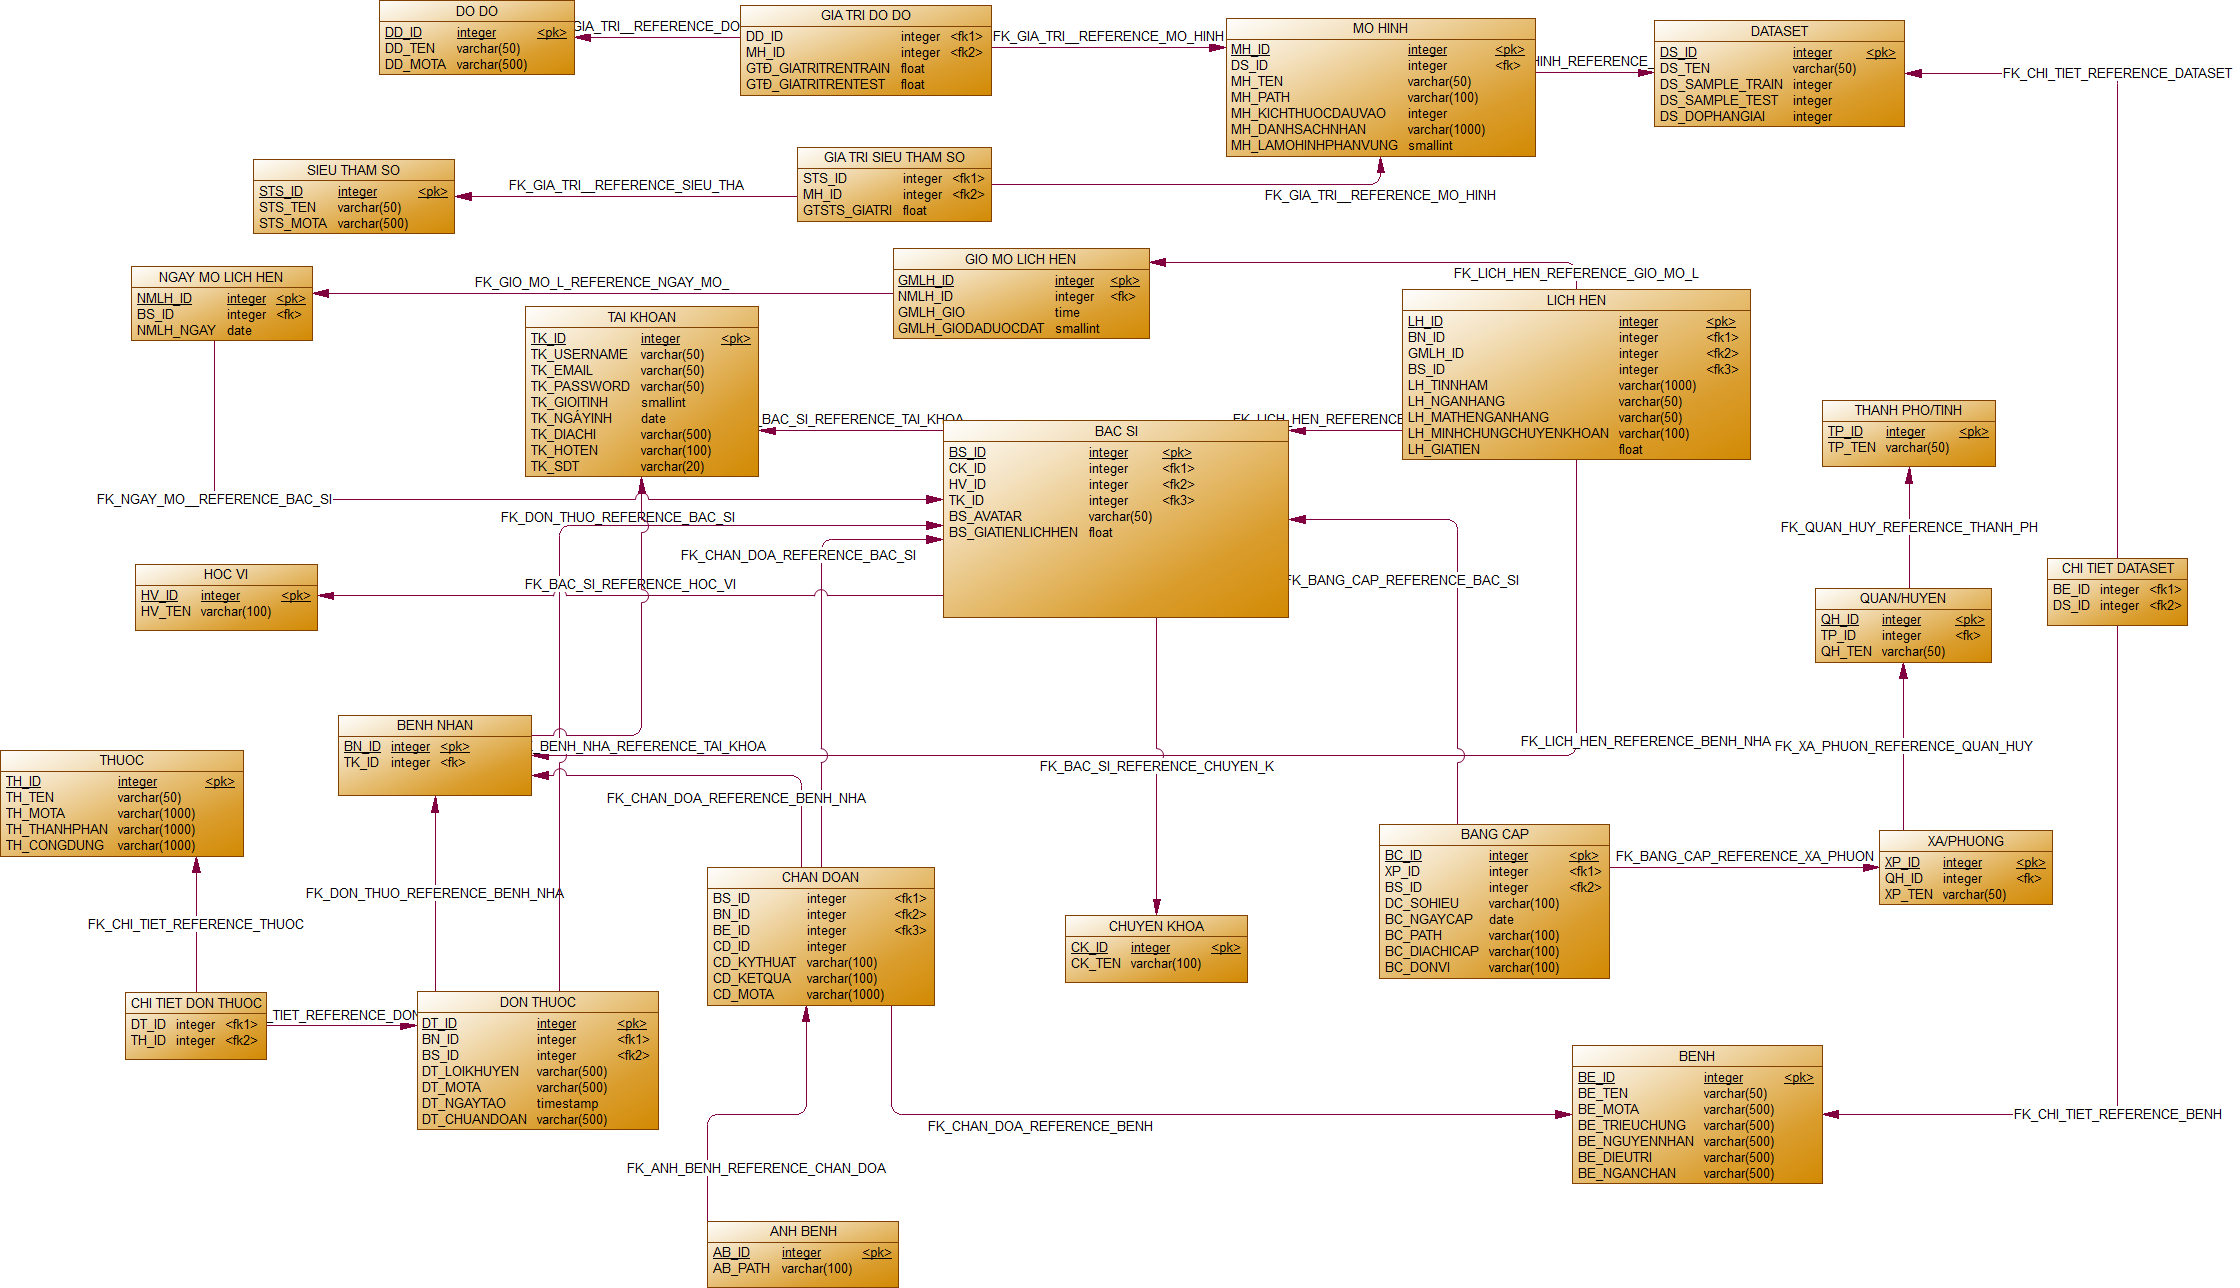 DO DO
DD_ID integer <pk>
DD_TEN varchar(50)
DD_MOTA varchar(500)
GIA_TRI__REFERENCE_DO
GIA TRI DO DO
DD_ID integer <fk1>
MH_ID integer <fk2>
GTĐ_GIATRITRENTRAIN float
GTĐ_GIATRITRENTEST float
FK_GIA_TRI__REFERENCE_MO_HINH
MO HINH
MH_ID integer <pk>
DS_ID integer <fk>
MH_TEN varchar(50)
MH_PATH varchar(100)
MH_KICHTHUOCDAUVAO integer
MH_DANHSACHNHAN varchar(1000)
MH_LAMOHINHPHANVUNG smallint
HINH_REFERENCE_
DATASET
DS_ID integer <pk>
DS_TEN varchar(50)
DS_SAMPLE_TRAIN integer
DS_SAMPLE_TEST integer
DS_DOPHANGIAI integer
FK_CHI_TIET_REFERENCE_DATASET
SIEU THAM SO
STS_ID integer <pk>
STS_TEN varchar(50)
STS_MOTA varchar(500)
FK_GIA_TRI__REFERENCE_SIEU_THA
GIA TRI SIEU THAM SO
STS_ID integer <fk1>
MH_ID integer <fk2>
GTSTS_GIATRI float
FK_GIA_TRI__REFERENCE_MO_HINH
NGAY MO LICH HEN
NMLH_ID integer <pk>
BS_ID integer <fk>
NMLH_NGAY date
FK_GIO_MO_L_REFERENCE_NGAY_MO_
GIO MO LICH HEN
GMLH_ID integer <pk>
NMLH_ID integer <fk>
GMLH_GIO time
GMLH_GIODADUOCDAT smallint
FK_LICH_HEN_REFERENCE_GIO_MO_L
LICH HEN
LH_ID integer <pk>
BN_ID integer <fk1>
GMLH_ID integer <fk2>
BS_ID integer <fk3>
LH_TINNHAM varchar(1000)
LH_NGANHANG varchar(50)
LH_MATHENGANHANG varchar(50)
LH_MINHCHUNGCHUYENKHOAN varchar(100)
LH_GIATIEN float
TAI KHOAN
TK_ID integer <pk>
TK_USERNAME varchar(50)
TK_EMAIL varchar(50)
TK_PASSWORD varchar(50)
TK_GIOITINH smallint
TK_NGÁYINH date
TK_DIACHI varchar(500)
TK_HOTEN varchar(100)
TK_SDT varchar(20)
_BAC_SI_REFERENCE_TAI_KHOA
FK_LICH_HEN_REFERENCE
BAC SI
BS_ID integer <pk>
CK_ID integer <fk1>
HV_ID integer <fk2>
TK_ID integer <fk3>
BS_AVATAR varchar(50)
BS_GIATIENLICHHEN float
THANH PHO/TINH
TP_ID integer <pk>
TP_TEN varchar(50)
FK_NGAY_MO__REFERENCE_BAC_SI
FK_DON_THUO_REFERENCE_BAC_SI
FK_CHAN_DOA_REFERENCE_BAC_SI
FK_QUAN_HUY_REFERENCE_THANH_PH
HOC VI
HV_ID integer <pk>
HV_TEN varchar(100)
FK_BAC_SI_REFERENCE_HOC_VI
FK_BANG_CAP_REFERENCE_BAC_SI
QUAN/HUYEN
QH_ID integer <pk>
TP_ID integer <fk>
QH_TEN varchar(50)
CHI TIET DATASET
BE_ID integer <fk1>
DS_ID integer <fk2>
BENH NHAN
BN_ID integer <pk>
TK_ID integer <fk>
_BENH_NHA_REFERENCE_TAI_KHOA
FK_LICH_HEN_REFERENCE_BENH_NHA
FK_XA_PHUON_REFERENCE_QUAN_HUY
FK_BAC_SI_REFERENCE_CHUYEN_K
FK_CHAN_DOA_REFERENCE_BENH_NHA
THUOC
TH_ID integer <pk>
TH_TEN varchar(50)
TH_MOTA varchar(1000)
TH_THANHPHAN varchar(1000)
TH_CONGDUNG varchar(1000)
FK_DON_THUO_REFERENCE_BENH_NHA
FK_CHI_TIET_REFERENCE_THUOC
CHAN DOAN
BS_ID integer <fk1>
BN_ID integer <fk2>
BE_ID integer <fk3>
CD_ID integer
CD_KYTHUAT varchar(100)
CD_KETQUA varchar(100)
CD_MOTA varchar(1000)
CHUYEN KHOA
CK_ID integer <pk>
CK_TEN varchar(100)
BANG CAP
BC_ID integer <pk>
XP_ID integer <fk1>
BS_ID integer <fk2>
DC_SOHIEU varchar(100)
BC_NGAYCAP date
BC_PATH varchar(100)
BC_DIACHICAP varchar(100)
BC_DONVI varchar(100)
FK_BANG_CAP_REFERENCE_XA_PHUON
XA/PHUONG
XP_ID integer <pk>
QH_ID integer <fk>
XP_TEN varchar(50)
CHI TIET DON THUOC
DT_ID integer <fk1>
TH_ID integer <fk2>
_TIET_REFERENCE_DON
DON THUOC
DT_ID integer <pk>
BN_ID integer <fk1>
BS_ID integer <fk2>
DT_LOIKHUYEN varchar(500)
DT_MOTA varchar(500)
DT_NGAYTAO timestamp
DT_CHUANDOAN varchar(500)
FK_CHAN_DOA_REFERENCE_BENH
BENH
BE_ID integer <pk>
BE_TEN varchar(50)
BE_MOTA varchar(500)
BE_TRIEUCHUNG varchar(500)
BE_NGUYENNHAN varchar(500)
BE_DIEUTRI varchar(500)
BE_NGANCHAN varchar(500)
FK_CHI_TIET_REFERENCE_BENH
FK_ANH_BENH_REFERENCE_CHAN_DOA
ANH BENH
AB_ID integer <pk>
AB_PATH varchar(100)